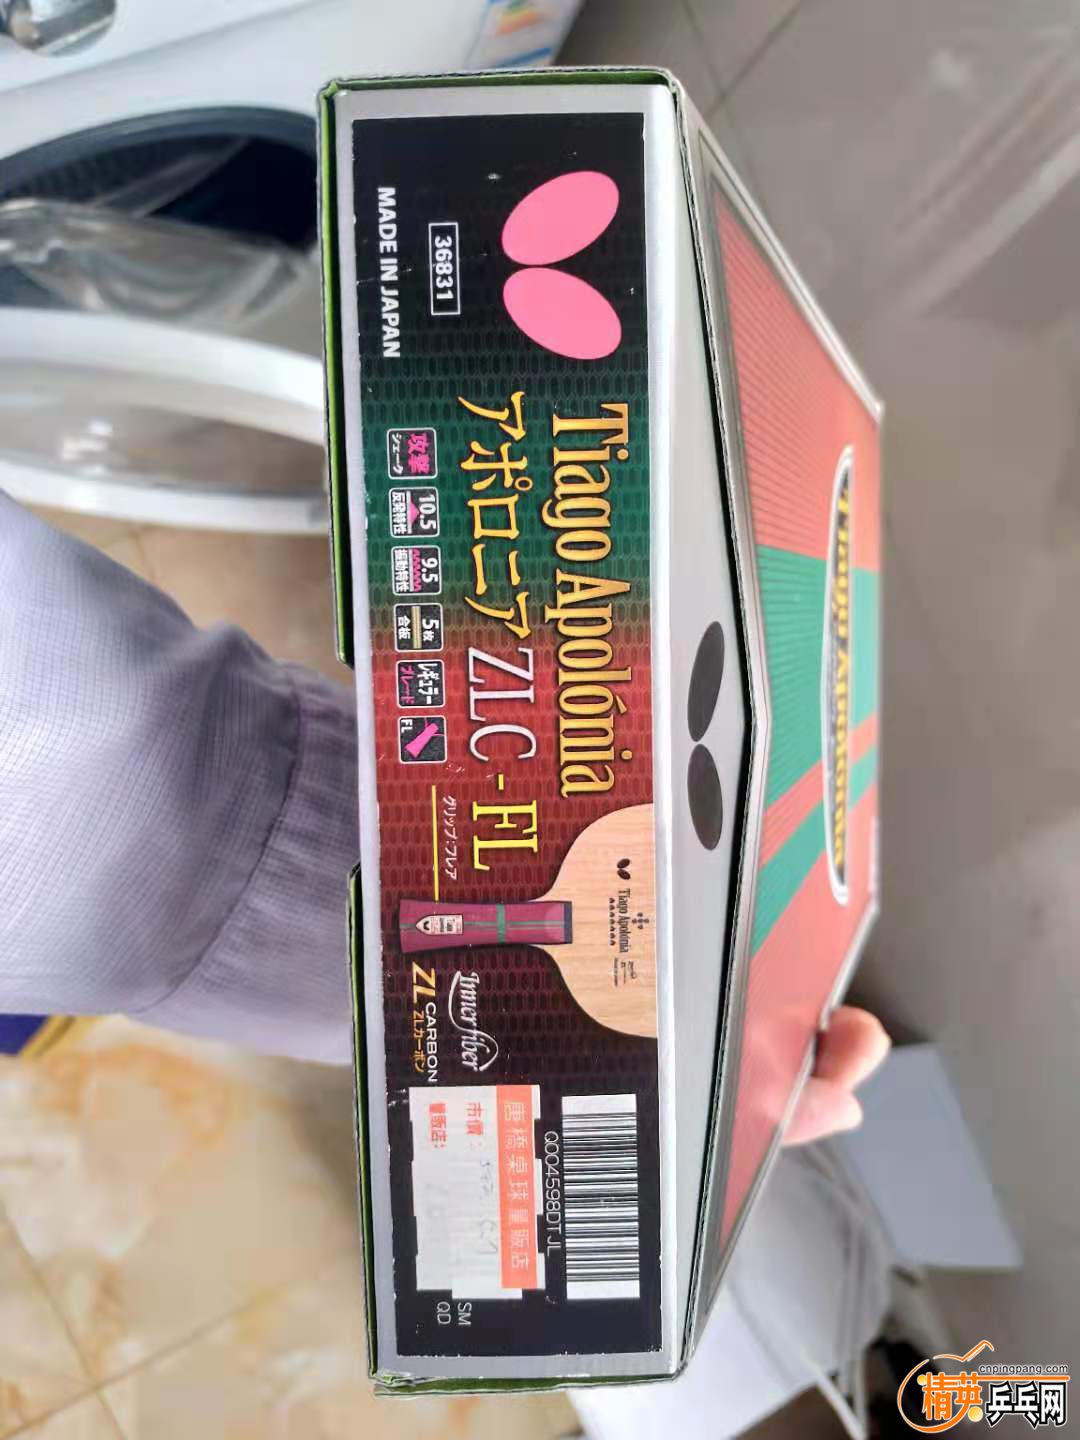 36831
MADE IN JAPAN
Tiago Apolónia
アポロニアZLC-FL
攻撃
シェーク
10.5
反発特性
9.5
振動特性
5枚
合板
レギュラー
ブレード
FL
グリップ:フレア
Tiago Apolónia
Innerfiber
ZL CARBON
ZLカーボン
Q004598DTJL
唐橋桌球量販店
市價:
量販店:
SM
QD
cnpingpang.com
精英乒乓网